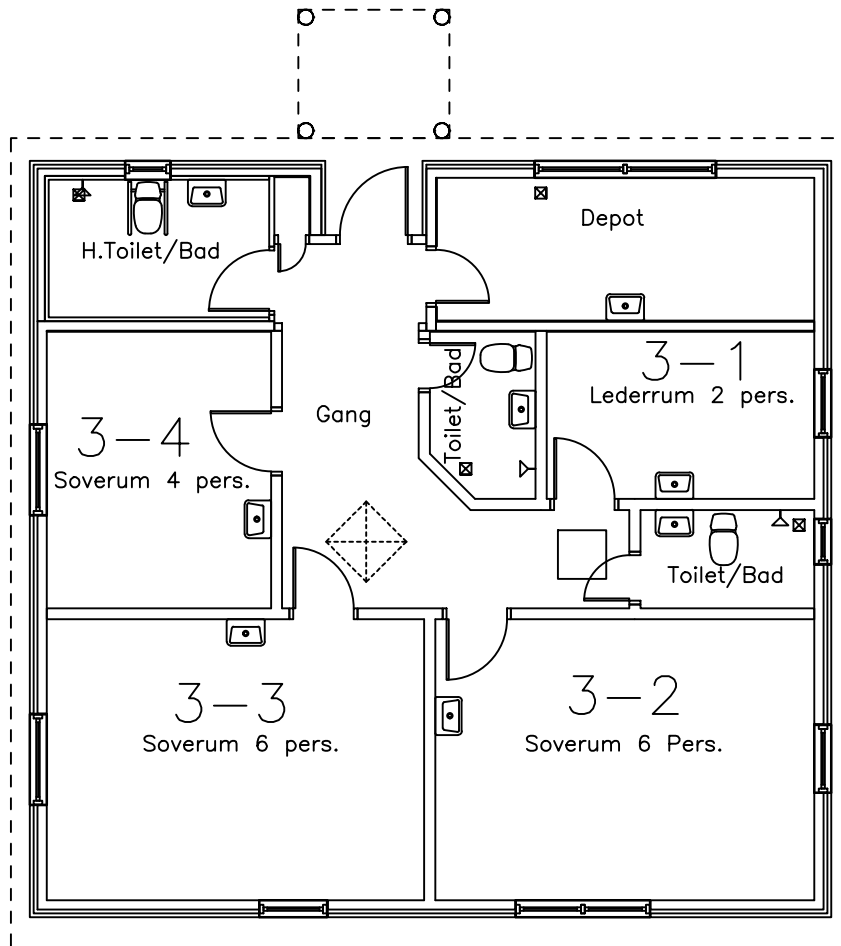 Depot
H.Toilet/Bad
3-1
Lederrum 2 pers.
Toilet/Bad
Gang
3-4
Soverum 4 pers.
Toilet/Bad
3-3
Soverum 6 pers.
3-2
Soverum 6 Pers.